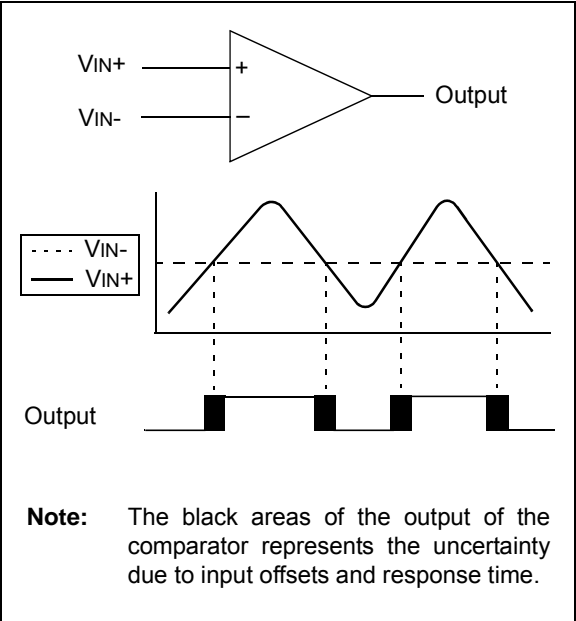 VIN+
+
Output
VIN-
–
VIN-
VIN+
Output
Note: The black areas of the output of the
comparator represents the uncertainty
due to input offsets and response time.